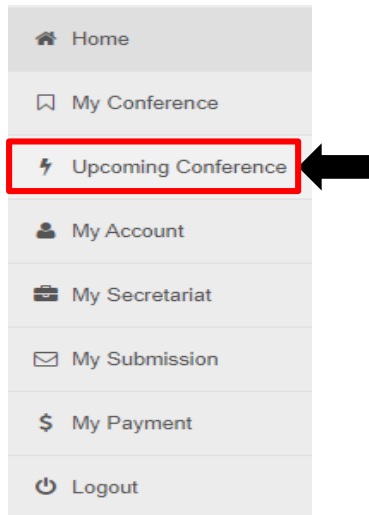 Home
My Conference
Upcoming Conference
My Account
My Secretariat
My Submission
My Payment
Logout